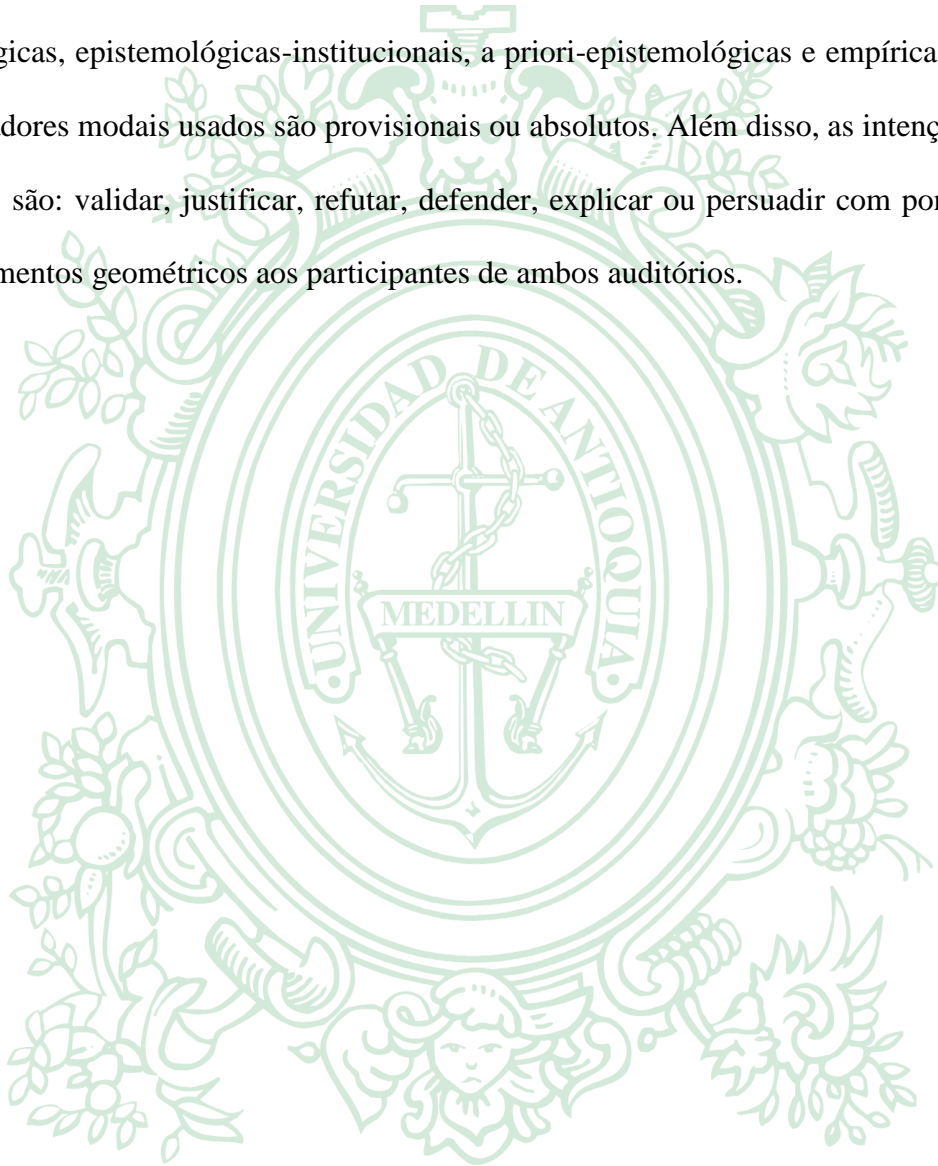 gicas, epistemológicas-institucionais, a priori-epistemológicas e empírica
adores modais usados são provisionais ou absolutos. Além disso, as intenç
são: validar, justificar, refutar, defender, explicar ou persuadir com por
mentos geométricos aos participantes de ambos auditórios.
UNIVERSIDAD DE ANTIOQUIA
MEDELLIN